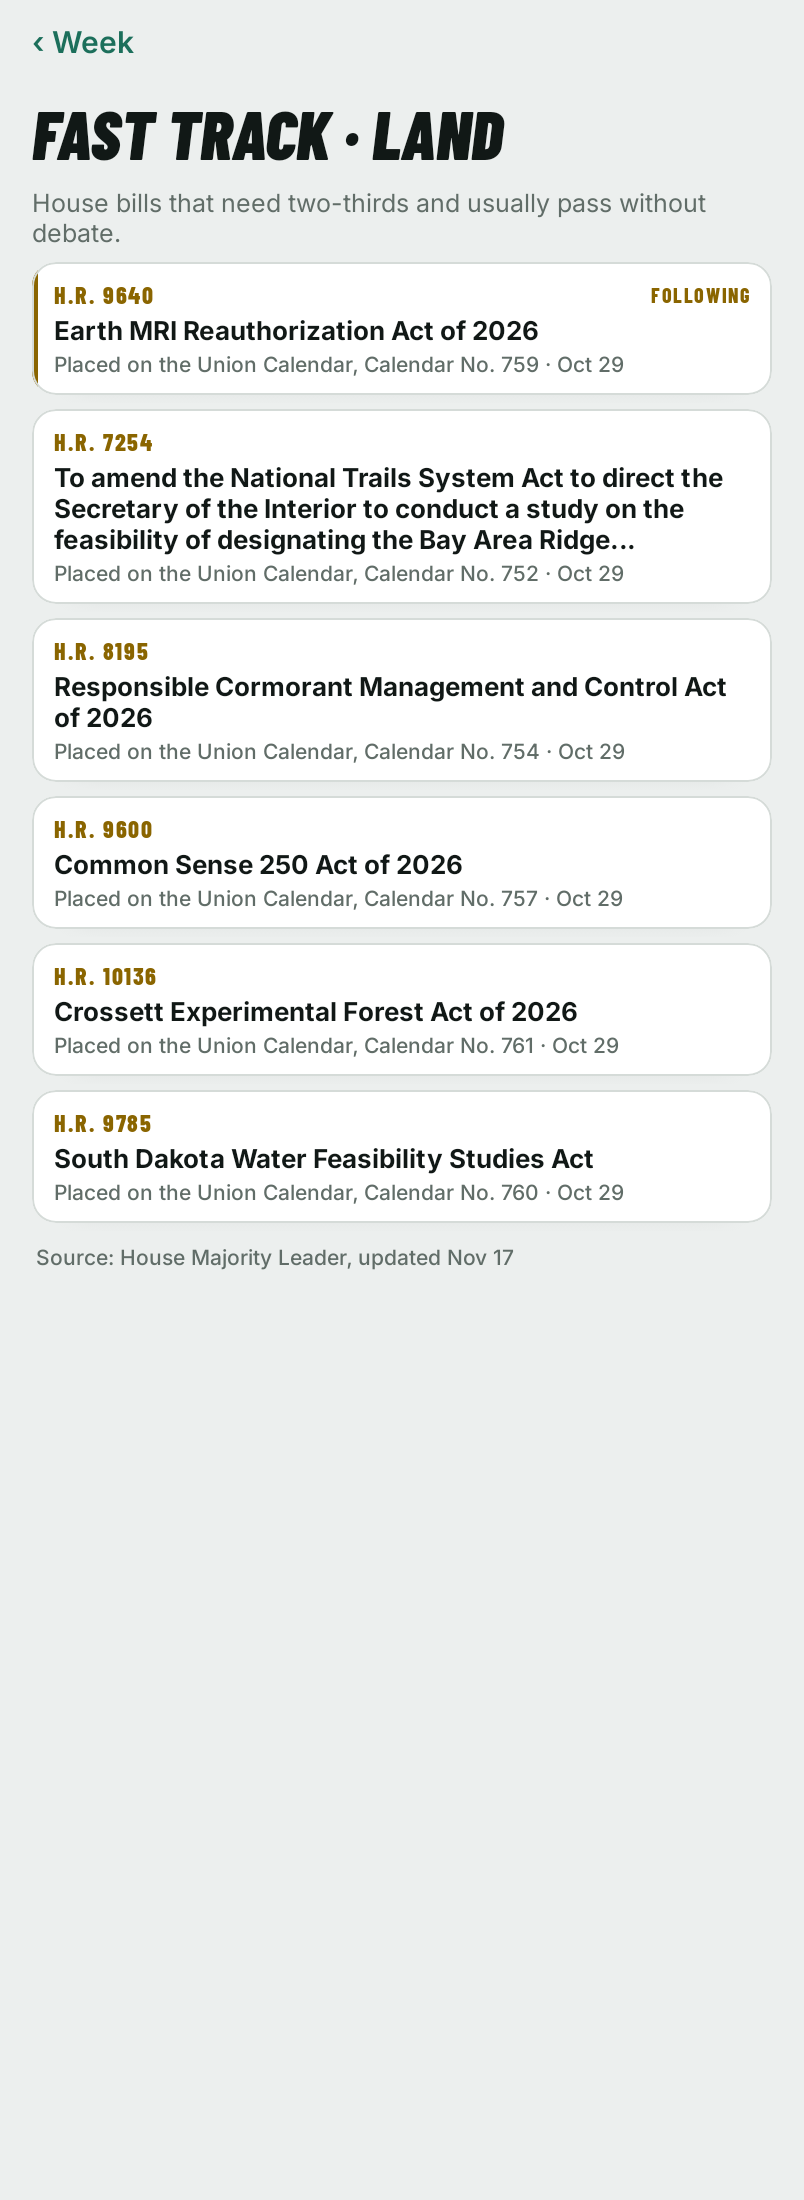 ‹ Week
FAST TRACK · LAND
House bills that need two-thirds and usually pass without
debate.
H.R. 9640
FOLLOWING
Earth MRI Reauthorization Act of 2026
Placed on the Union Calendar, Calendar No. 759 · Oct 29
H.R. 7254
To amend the National Trails System Act to direct the
Secretary of the Interior to conduct a study on the
feasibility of designating the Bay Area Ridge...
Placed on the Union Calendar, Calendar No. 752 · Oct 29
H.R. 8195
Responsible Cormorant Management and Control Act
of 2026
Placed on the Union Calendar, Calendar No. 754 · Oct 29
H.R. 9600
Common Sense 250 Act of 2026
Placed on the Union Calendar, Calendar No. 757 · Oct 29
H.R. 10136
Crossett Experimental Forest Act of 2026
Placed on the Union Calendar, Calendar No. 761 · Oct 29
H.R. 9785
South Dakota Water Feasibility Studies Act
Placed on the Union Calendar, Calendar No. 760 · Oct 29
Source: House Majority Leader, updated Nov 17